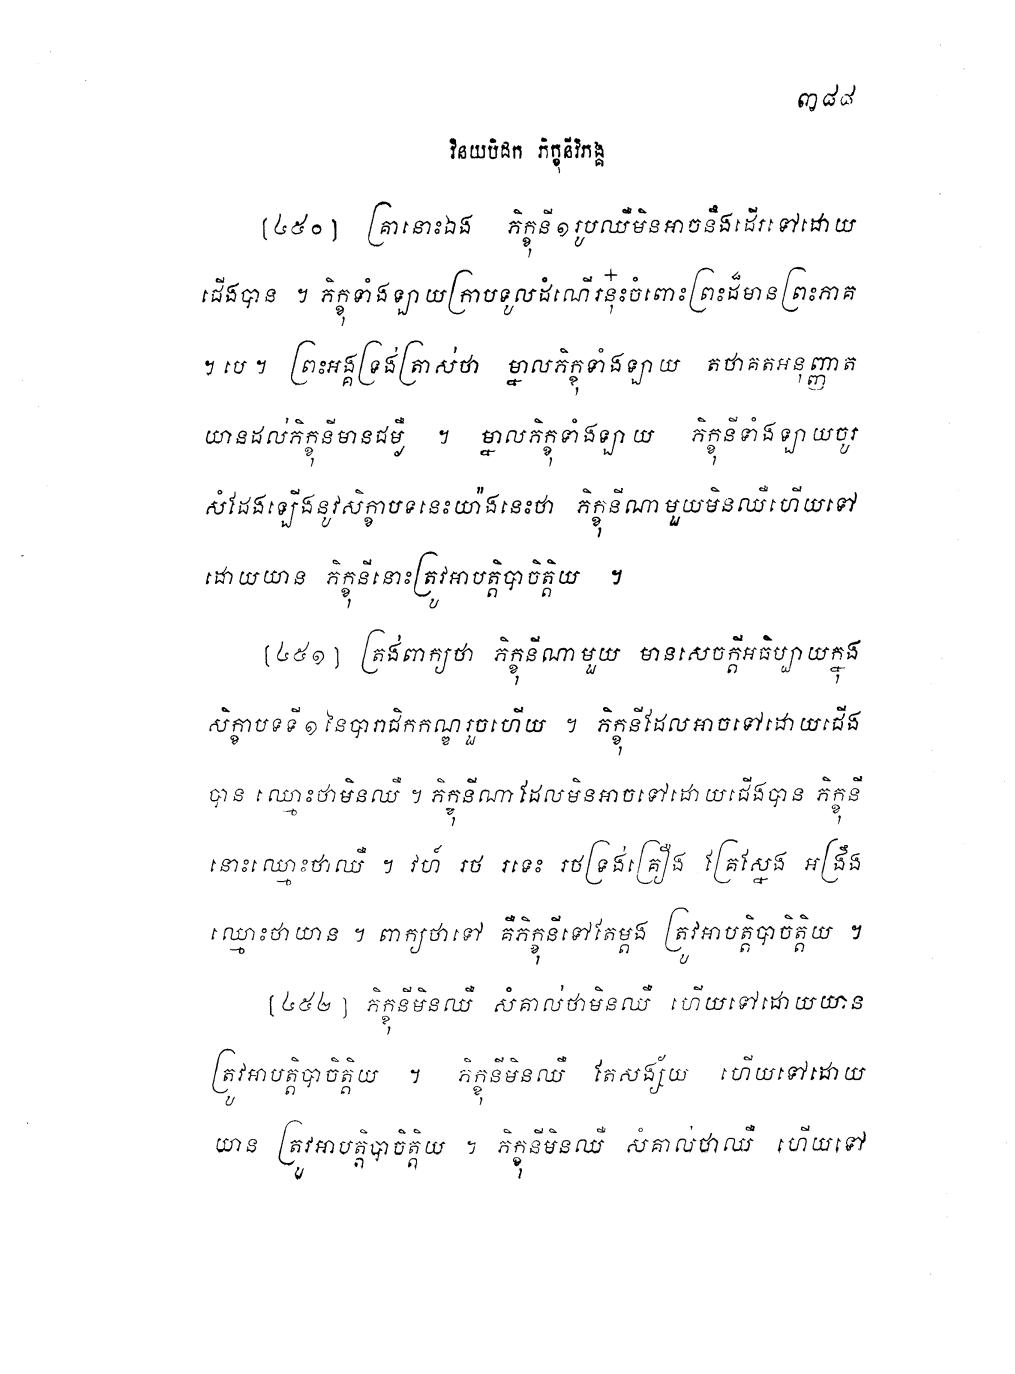 ៣៨៨
វិនយបិដក ភិក្ខុនីវិភង្គ
[៤៥០] គ្រានោះឯង ភិក្ខុនី១រូបឈឺមិនអាចនឹងដើរទៅដោយ
ជើងបាន ។ ភិក្ខុទាំងឡាយក្រាបទូលដំណើរនុ៎ះចំពោះព្រះដ៏មានព្រះភាគ
។ បេ ។ ព្រះអង្គទ្រង់ត្រាស់ថា ម្នាលភិក្ខុទាំងឡាយ តថាគតអនុញ្ញាត
យានដល់ភិក្ខុនីមានជម្ងឺ ។ ម្នាលភិក្ខុទាំងឡាយ ភិក្ខុនីទាំងឡាយចូរ
សំដែងឡើងនូវសិក្ខាបទនេះយ៉ាងនេះថា ភិក្ខុនីណាមួយមិនឈឺហើយទៅ
ដោយយាន ភិក្ខុនីនោះត្រូវអាបត្តិបាចិត្តិយ ។
[៤៥១] ត្រង់ពាក្យថា ភិក្ខុនីណាមួយ មានសេចក្តីអធិប្បាយក្នុង
សិក្ខាបទទី១ នៃបារាជិកកណ្ឌរួចហើយ ។ ភិក្ខុនីដែលអាចទៅដោយជើង
បាន ឈ្មោះថាមិនឈឺ ។ ភិក្ខុនីណាដែលមិនអាចទៅដោយជើងបាន ភិក្ខុនី
នោះឈ្មោះថាឈឺ ។ វហ៍ រថ រទេះ រថទ្រង់គ្រឿង គ្រែស្នែង អង្រឹង
ឈ្មោះថាយាន ។ ពាក្យថាទៅ គឺភិក្ខុនីទៅតែម្តង ត្រូវអាបត្តិបាចិត្តិយ ។
[៤៥២] ភិក្ខុនីមិនឈឺ សំគាល់ថាមិនឈឺ ហើយទៅដោយយាន
ត្រូវអាបត្តិបាចិត្តិយ ។ ភិក្ខុនីមិនឈឺ តែសង្ស័យ ហើយទៅដោយ
យាន ត្រូវអាបត្តិបាចិត្តិយ ។ ភិក្ខុនីមិនឈឺ សំគាល់ថាឈឺ ហើយទៅ